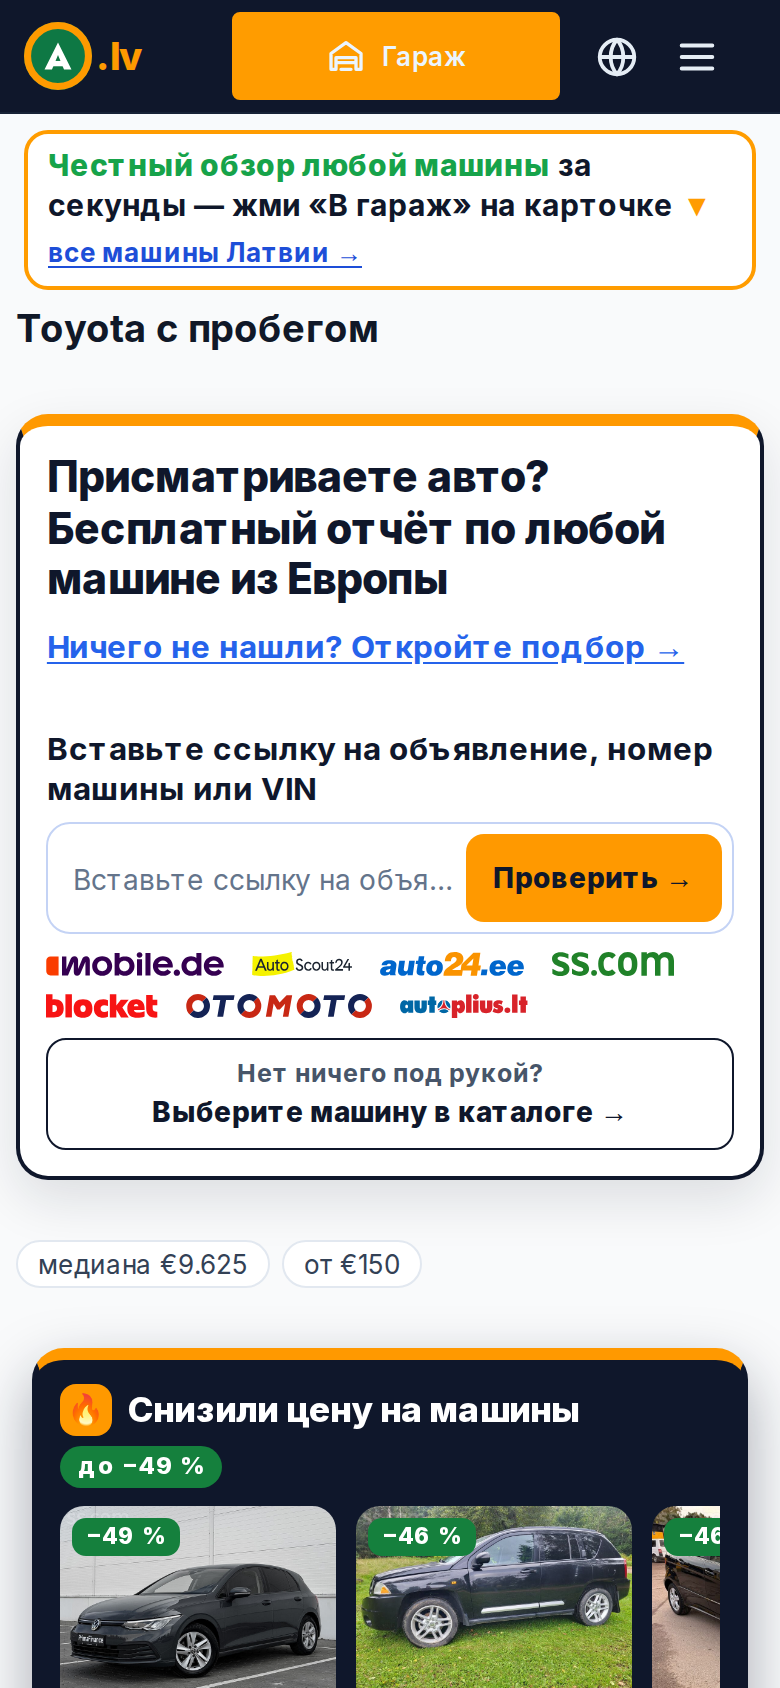 A.lv
Гараж
Честный обзор любой машины за
секунды — жми «В гараж» на карточке ▼
все машины Латвии →
Toyota с пробегом
Присматриваете авто?
Бесплатный отчёт по любой
машине из Европы
Ничего не нашли? Откройте подбор →
Вставьте ссылку на объявление, номер
машины или VIN
Вставьте ссылку на объя...
Проверить →
mobile.de AutoScout24 auto24.ee ss.com
blocket OTOMOTO autoplius.lt
Нет ничего под рукой?
Выберите машину в каталоге →
медиана €9.625 от €150
🔥 Снизили цену на машины
до −49 %
−49 % −46 % −46